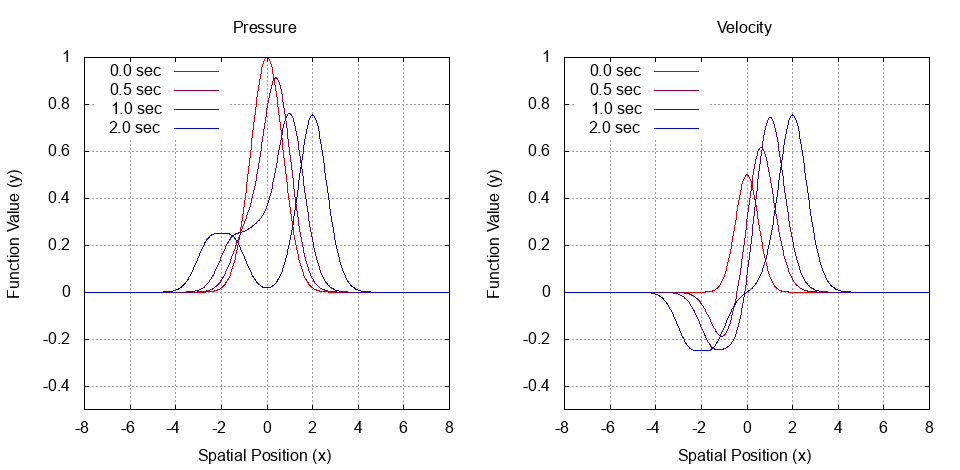 Pressure
1
0.8
0.6
0.4
0.2
0
-0.2
-0.4
Function Value (y)
0.0 sec
0.5 sec
1.0 sec
2.0 sec
-8 -6 -4 -2 0 2 4 6 8
Spatial Position (x)
Velocity
1
0.8
0.6
0.4
0.2
0
-0.2
-0.4
Function Value (y)
0.0 sec
0.5 sec
1.0 sec
2.0 sec
-8 -6 -4 -2 0 2 4 6 8
Spatial Position (x)